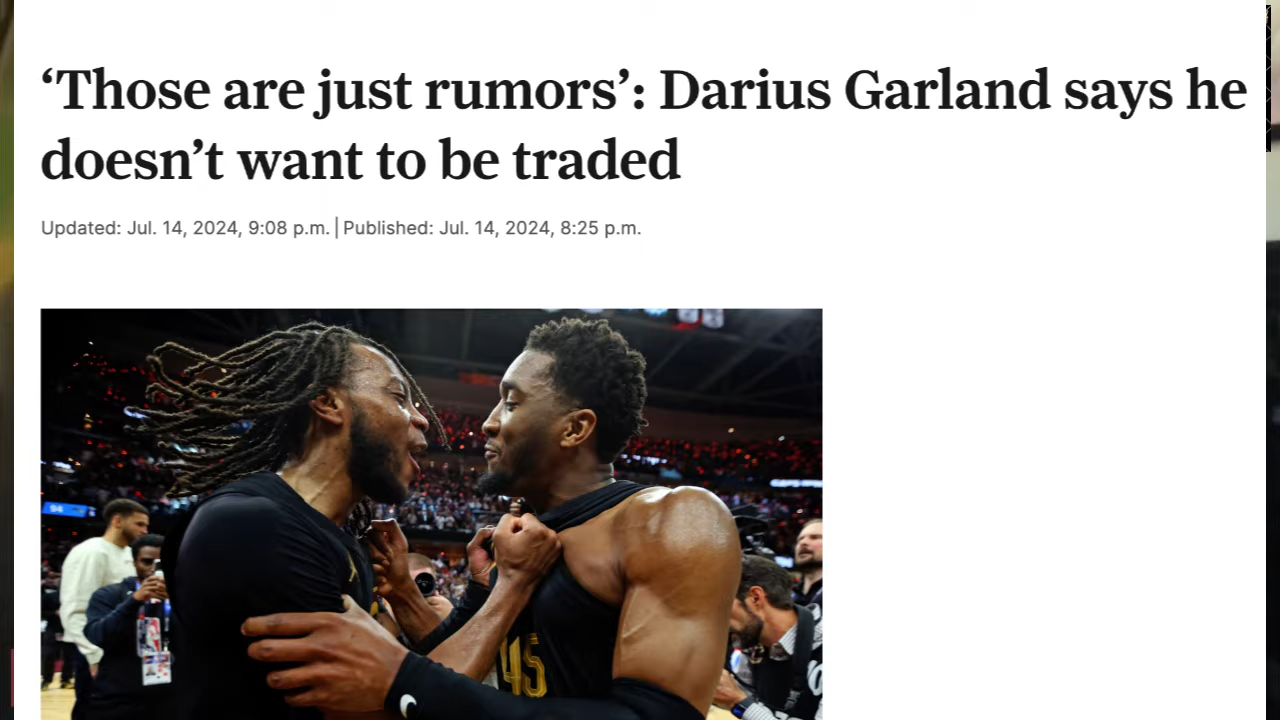 ‘Those are just rumors’: Darius Garland says he
doesn’t want to be traded
Updated: Jul. 14, 2024, 9:08 p.m. | Published: Jul. 14, 2024, 8:25 p.m.
94
45